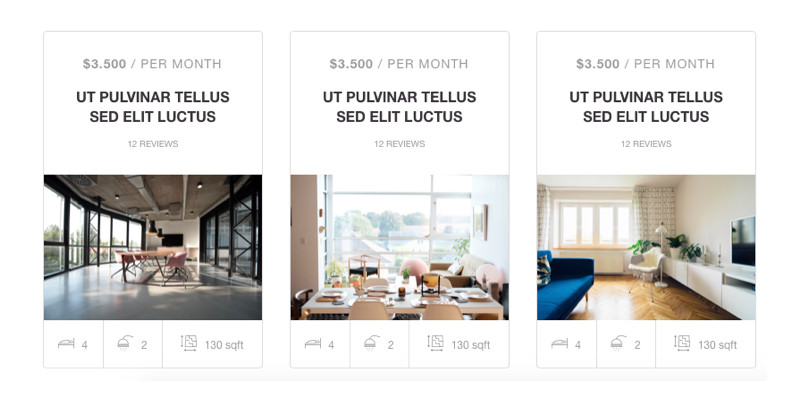 $3.500 / PER MONTH
UT PULVINAR TELLUS
SED ELIT LUCTUS
12 REVIEWS
4
2
130 sqft
$3.500 / PER MONTH
UT PULVINAR TELLUS
SED ELIT LUCTUS
12 REVIEWS
4
2
130 sqft
$3.500 / PER MONTH
UT PULVINAR TELLUS
SED ELIT LUCTUS
12 REVIEWS
4
2
130 sqft